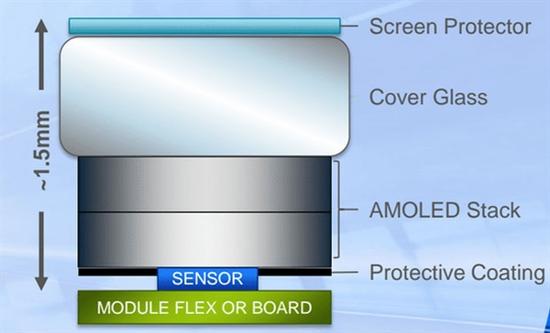 Screen Protector
Cover Glass
~1.5mm
AMOLED Stack
Protective Coating
SENSOR
MODULE FLEX OR BOARD